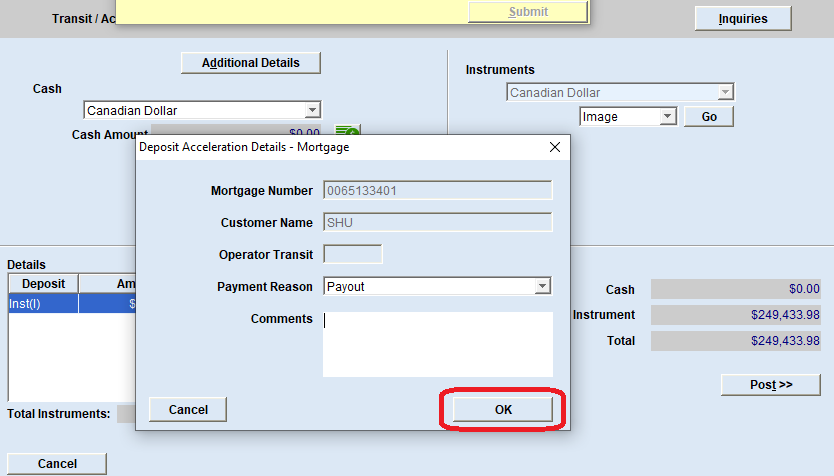 Submit
Transit / Ac
Inquiries
Additional Details
Cash
Canadian Dollar
Cash Amount
$0.00
Instruments
Canadian Dollar
Image
Go
Deposit Acceleration Details - Mortgage
Mortgage Number
0065133401
Customer Name
SHU
Operator Transit
Payment Reason
Payout
Comments
Cancel
OK
Details
Deposit
Am
Inst(I)
$
Total Instruments:
Cancel
Cash
$0.00
Instrument
$249,433.98
Total
$249,433.98
Post >>